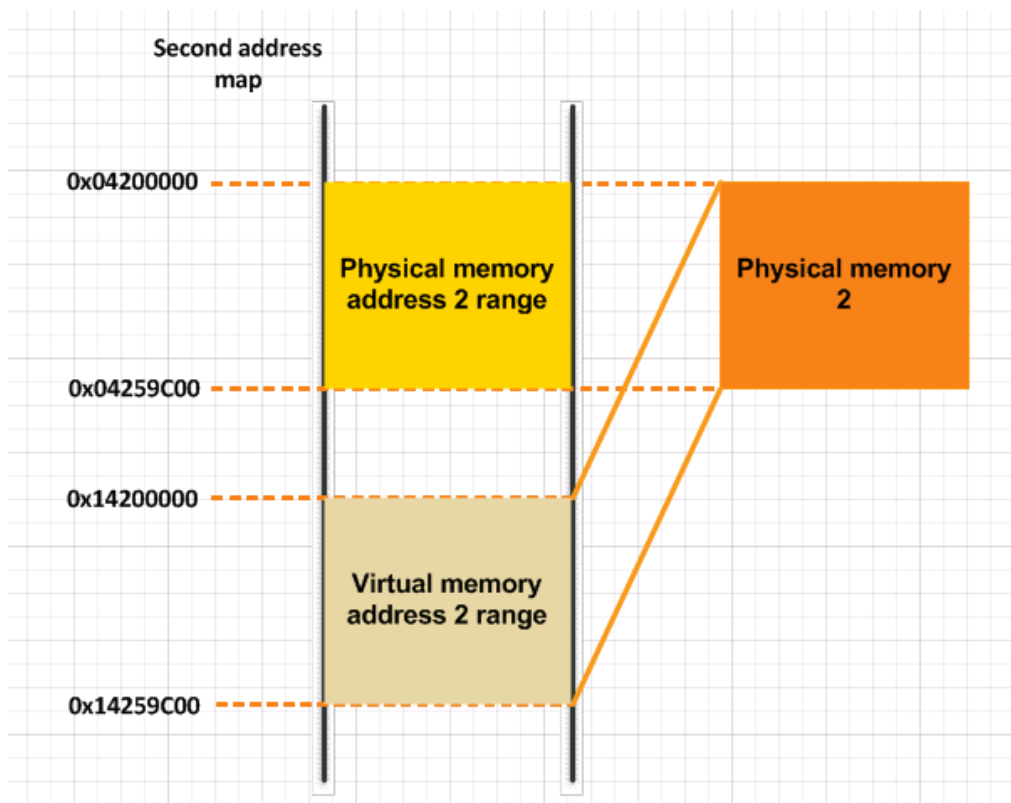 Second address
map
0x04200000
Physical memory
address 2 range
Physical memory
2
0x04259C00
0x14200000
Virtual memory
address 2 range
0x14259C00